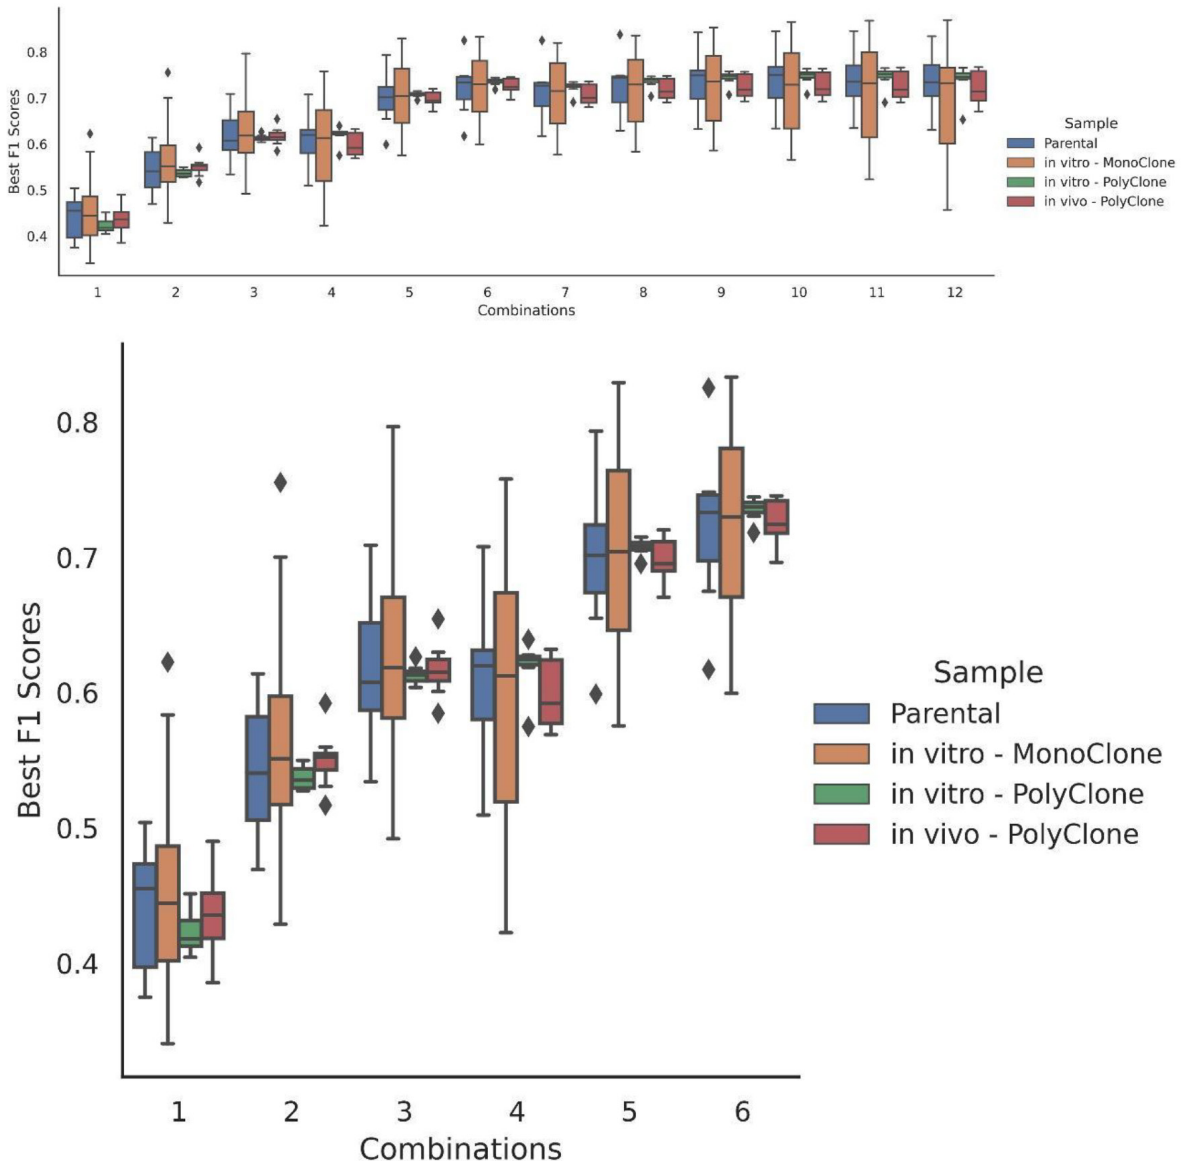 0.8
0.7
0.6
0.5
0.4
Best F1 Scores
1 2 3 4 5 6 7 8 9 10 11 12
Combinations
Sample
Parental
in vitro - MonoClone
in vitro - PolyClone
in vivo - PolyClone
0.8
0.7
0.6
0.5
0.4
Best F1 Scores
1 2 3 4 5 6
Combinations
Sample
Parental
in vitro - MonoClone
in vitro - PolyClone
in vivo - PolyClone